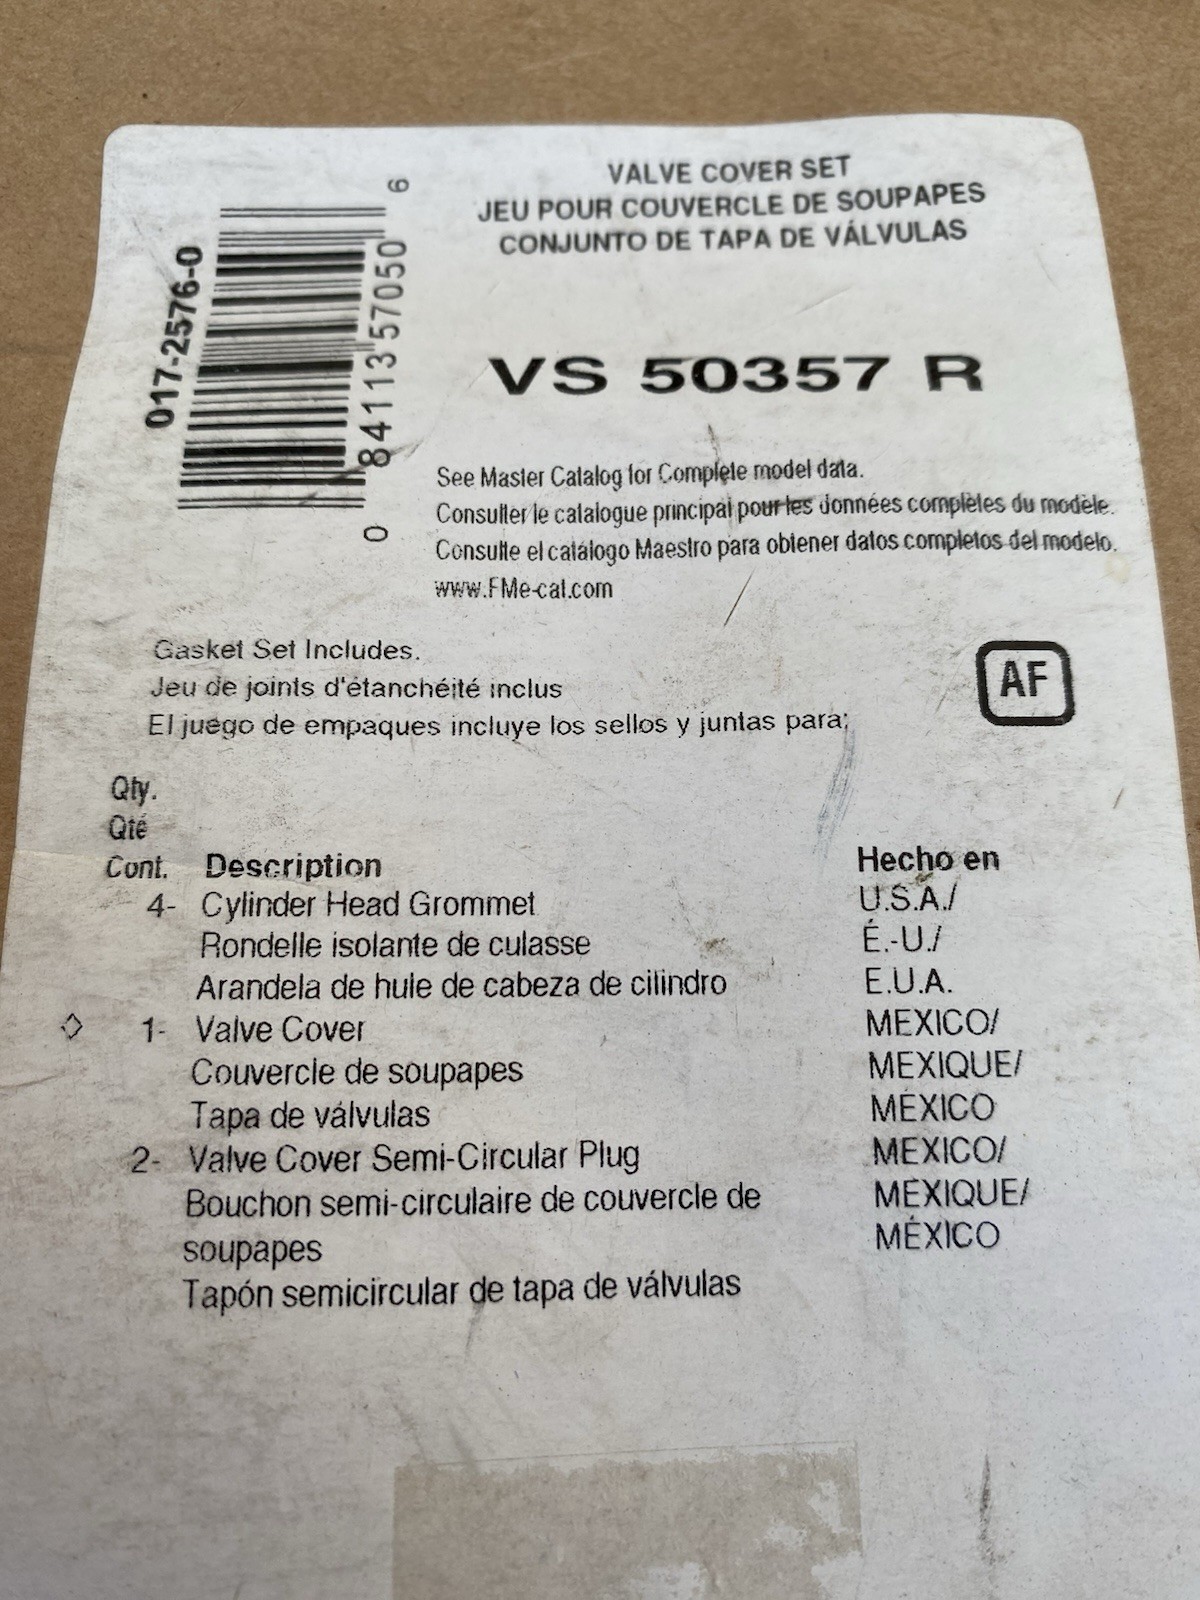 VALVE COVER SET
JEU POUR COUVERCLE DE SOUPAPES
CONJUNTO DE TAPA DE VÁLVULAS
017-2576-0
0 84113 57050 6
VS 50357 R
See Master Catalog for Complete model data.
Consulter le catalogue principal pour les données complètes du modèle.
Consulte el catálogo Maestro para obtener datos completos del modelo.
www.FMe-cat.com
Gasket Set Includes.
Jeu de joints d'étanchéité inclus
El juego de empaques incluye los sellos y juntas para;
AF
Qty.
Qté
Cont. Description Hecho en
4- Cylinder Head Grommet U.S.A./
Rondelle isolante de culasse É.-U./
Arandela de hule de cabeza de cilindro E.U.A.
◇ 1- Valve Cover MEXICO/
Couvercle de soupapes MEXIQUE/
Tapa de válvulas MÉXICO
2- Valve Cover Semi-Circular Plug MEXICO/
Bouchon semi-circulaire de couvercle de MEXIQUE/
soupapes MÉXICO
Tapón semicircular de tapa de válvulas